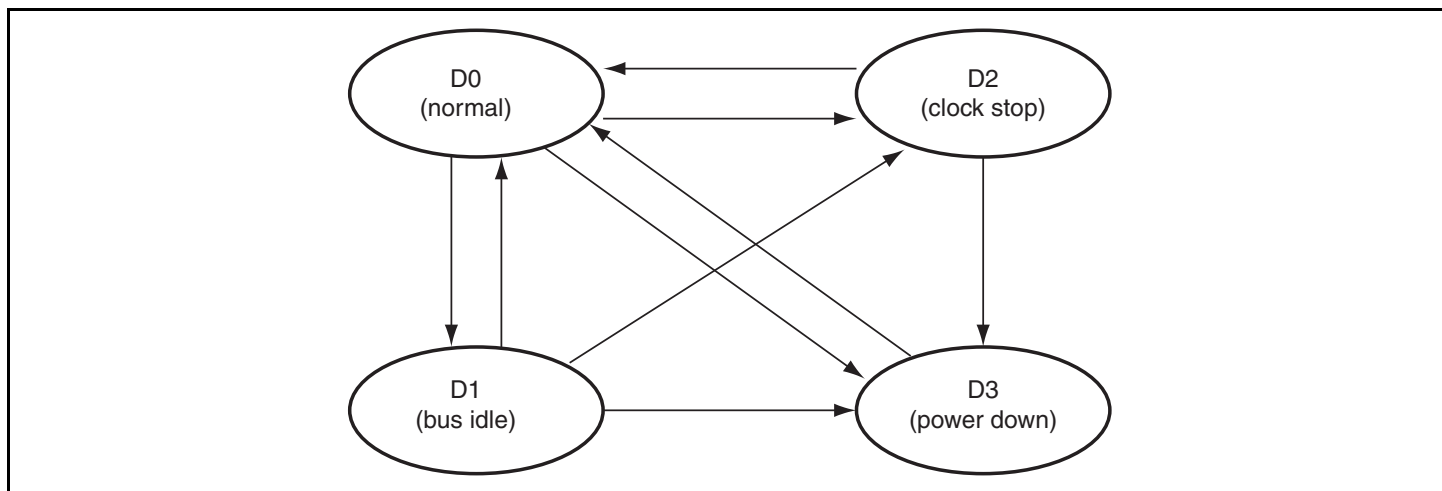 D0
(normal)
D2
(clock stop)
D1
(bus idle)
D3
(power down)